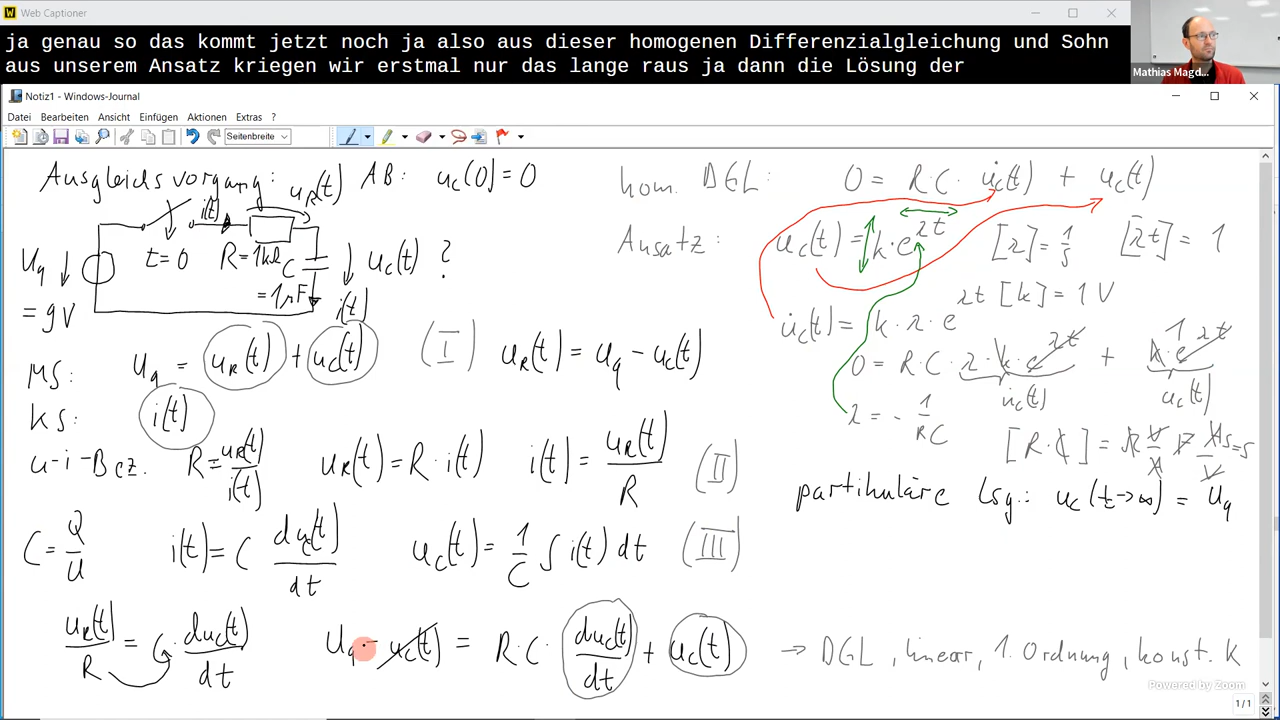 Web Captioner
ja genau so das kommt jetzt noch ja also aus dieser homogenen Differenzialgleichung und Sohn
aus unserem Ansatz kriegen wir erstmal nur das lange raus ja dann die Lösung der
Mathias Magd...
Notiz1 - Windows-Journal
Datei Bearbeiten Ansicht Einfügen Aktionen Extras ?
Seitenbreite
Ausgleichsvorgang: u_R(t) AB: u_C(0)=0
i(t)
U_q t=0 R=1kΩ C u_C(t) ?
= 9V =1µF i(t)
MS: U_q = u_R(t) + u_C(t) (I) u_R(t) = U_q - u_C(t)
KS: i(t)
u-i-Bez. R = u_R(t)/i(t) u_R(t) = R · i(t) i(t) = u_R(t)/R (II)
C = Q/U i(t) = C du_C(t)/dt u_C(t) = 1/C ∫ i(t) dt (III)
u_R(t)/R = C · du_C(t)/dt U_q - u_C(t) = R·C · du_C(t)/dt + u_C(t) → DGL, linear, 1. Ordnung, konst. K
hom. DGL: 0 = R·C · u̇_C(t) + u_C(t)
Ansatz: u_C(t) = k·e^{λt} [λ] = 1/s [λt] = 1
[k] = 1V
u̇_C(t) = k·λ·e^{λt}
0 = R·C · λ·k·e^{λt} + k·e^{λt} 1
u̇_C(t) u_C(t)
λ = - 1/RC
[R·C] = V/A As/V = s
partikuläre Lsg.: u_C(t→∞) = U_q
Powered by Zoom
1/1